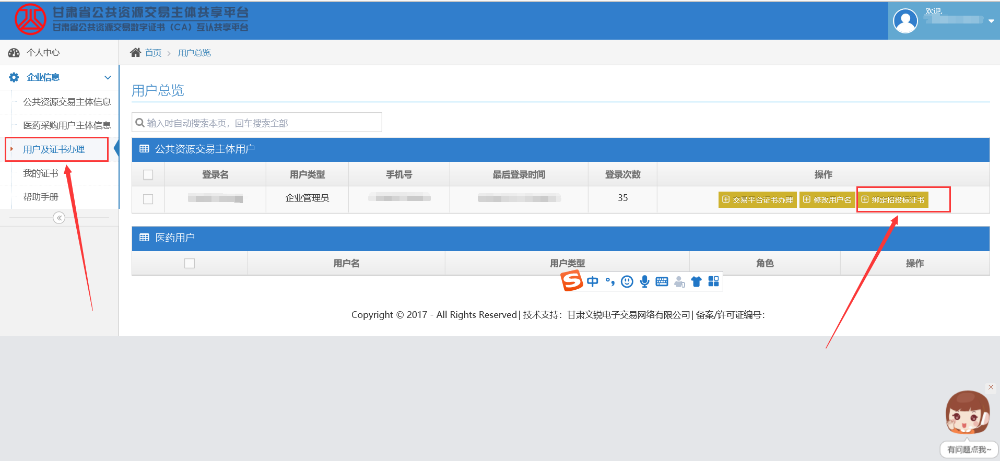 甘肃省公共资源交易主体共享平台
甘肃省公共资源交易数字证书（CA）互认共享平台
欢迎,
个人中心
首页 › 用户总览
企业信息
公共资源交易主体信息
医药采购用户主体信息
用户及证书办理
我的证书
帮助手册
用户总览
输入时自动搜索本页，回车搜索全部
公共资源交易主体用户
登录名 用户类型 手机号 最后登录时间 登录次数 操作
企业管理员 35 交易平台证书办理 修改用户名 绑定招投标证书
医药用户
用户名 用户类型 角色 操作
中 °,
Copyright © 2017 - All Rights Reserved| 技术支持：甘肃文锐电子交易网络有限公司| 备案/许可证编号：
有问题点我~